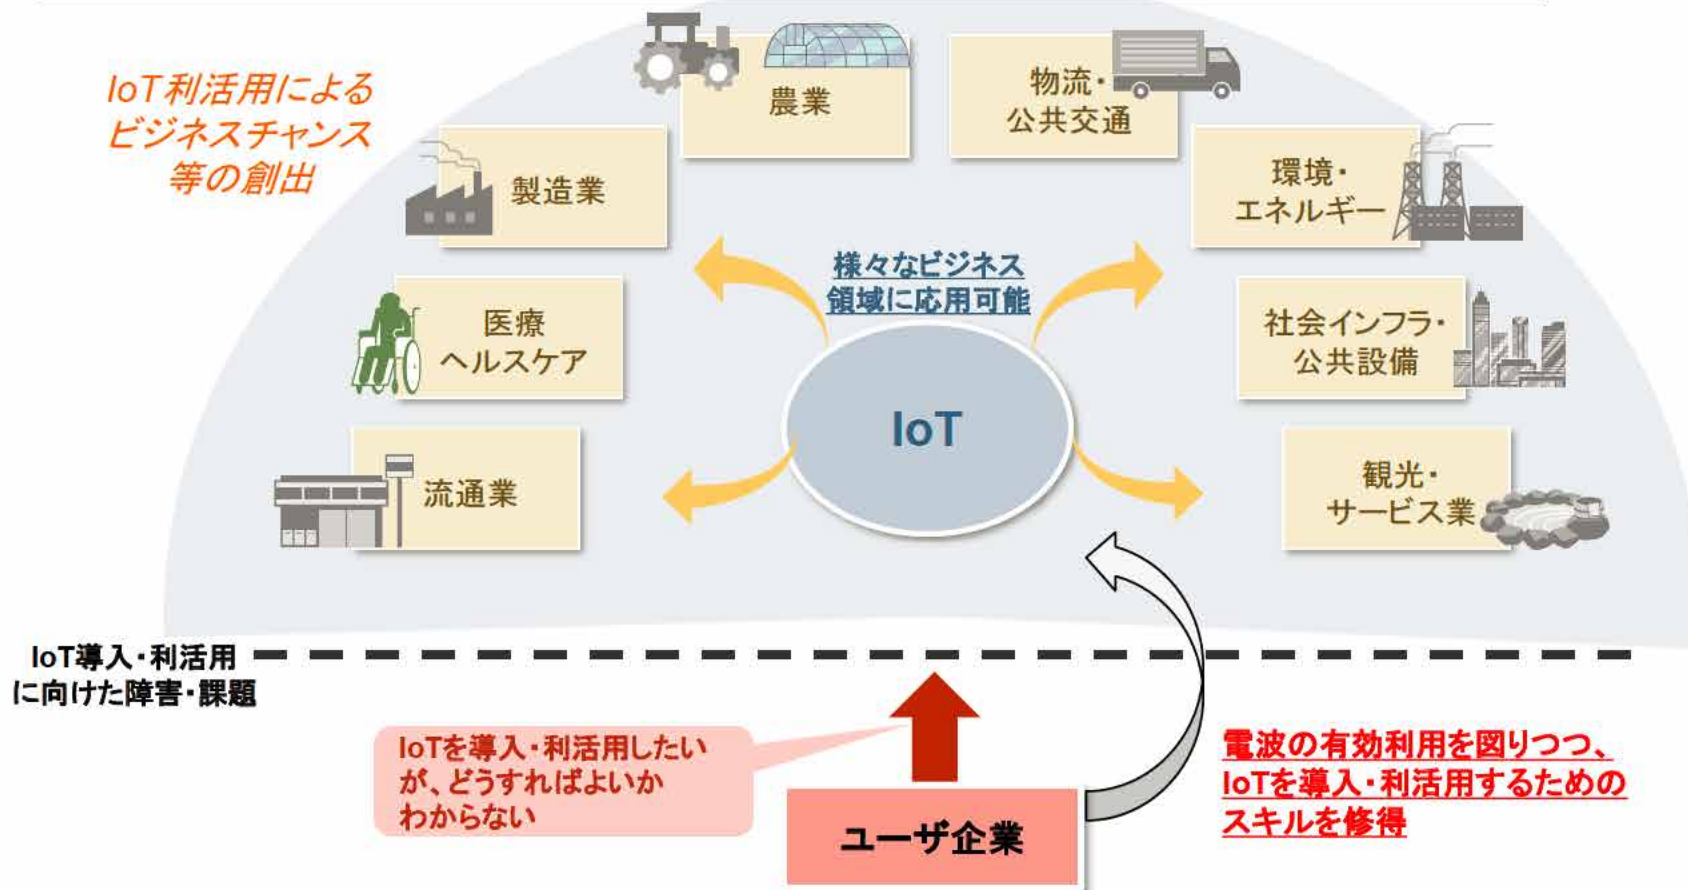 IoT利活用による
ビジネスチャンス
等の創出
農業
物流・
公共交通
製造業
環境・
エネルギー
様々なビジネス
領域に応用可能
医療
ヘルスケア
社会インフラ・
公共設備
IoT
流通業
観光・
サービス業
IoT導入・利活用
に向けた障害・課題
IoTを導入・利活用したい
が、どうすればよいか
わからない
電波の有効利用を図りつつ、
IoTを導入・利活用するための
スキルを修得
ユーザ企業